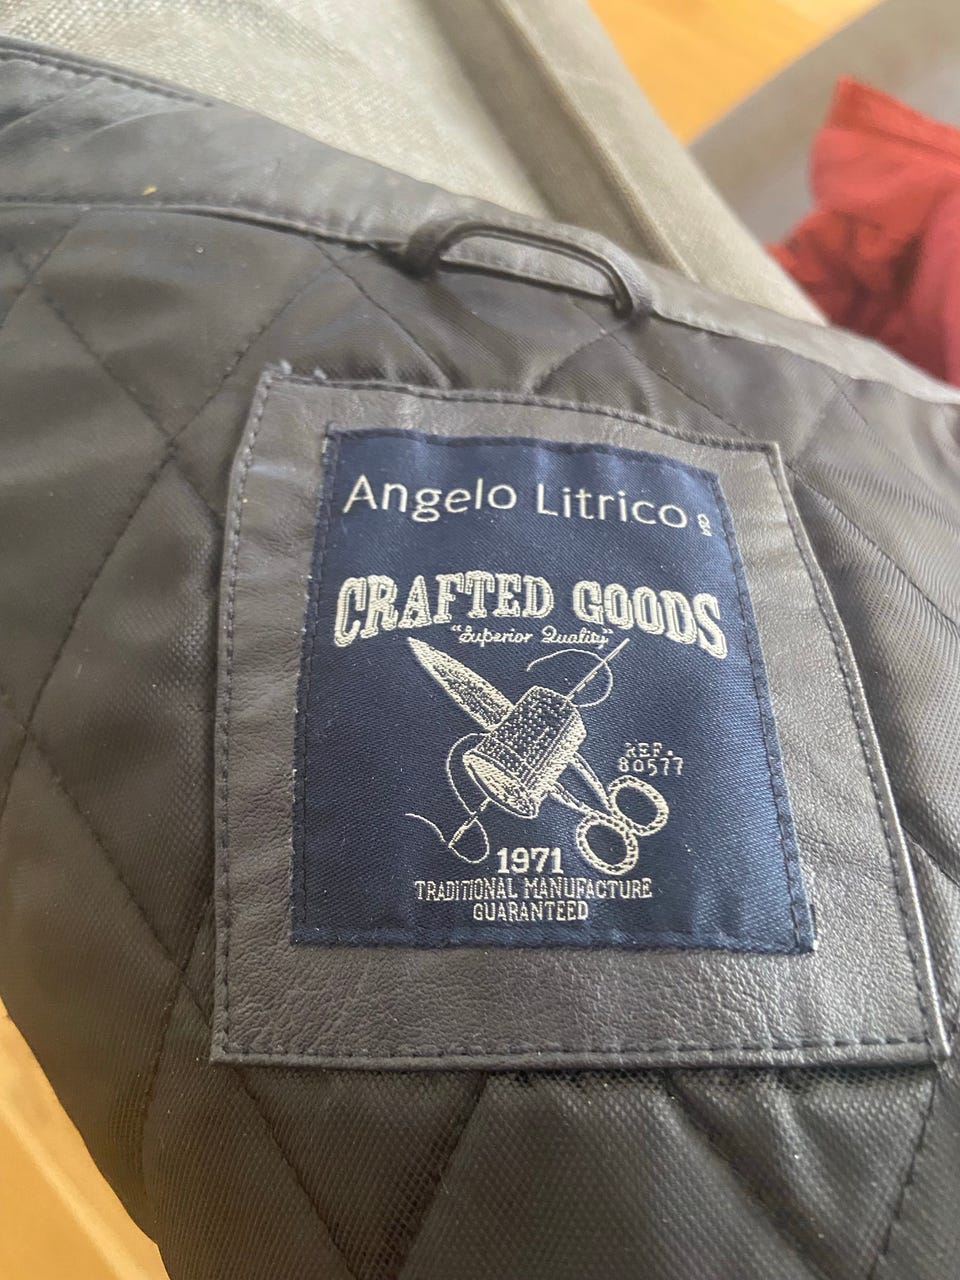 Angelo Litrico
CRAFTED GOODS
"Superior Quality"
REF.
80577
1971
TRADITIONAL MANUFACTURE
GUARANTEED